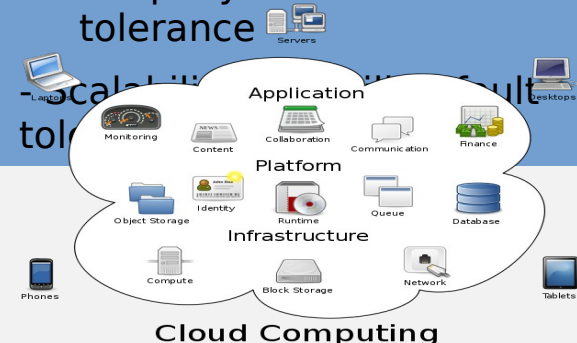 tolerance
Servers
Laptops
Desktops
Application
Monitoring
NEWS
Content
Collaboration
Communication
Finance
Platform
Object Storage
Identity
Runtime
Queue
Database
Infrastructure
Compute
Block Storage
Network
Phones
Tablets
Cloud Computing